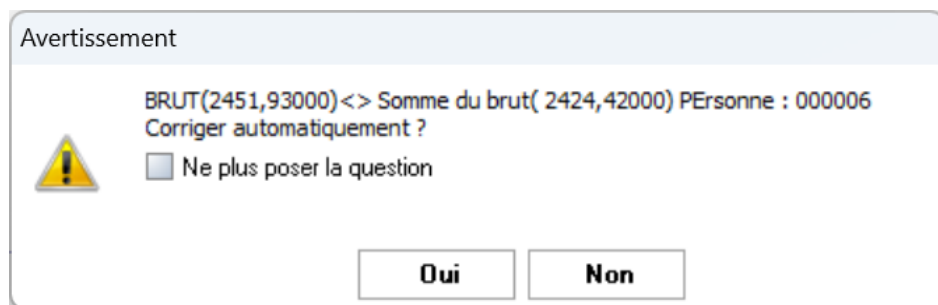 Avertissement
BRUT(2451,93000)<> Somme du brut( 2424,42000) PErsonne : 000006
Corriger automatiquement ?
Ne plus poser la question
Oui Non